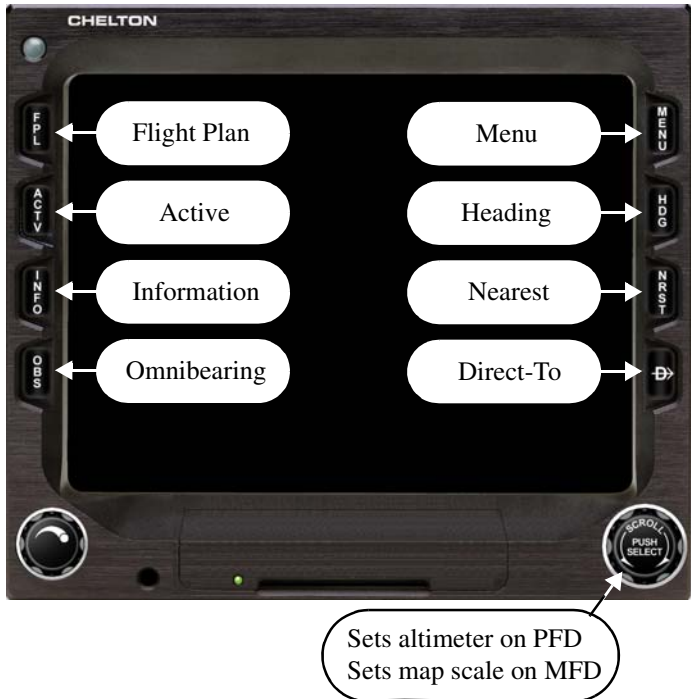 CHELTON
FPL
Flight Plan
Menu
MENU
ACTV
Active
Heading
HDG
INFO
Information
Nearest
NRST
OBS
Omnibearing
Direct-To
D
SCROLL
PUSH
SELECT
Sets altimeter on PFD
Sets map scale on MFD